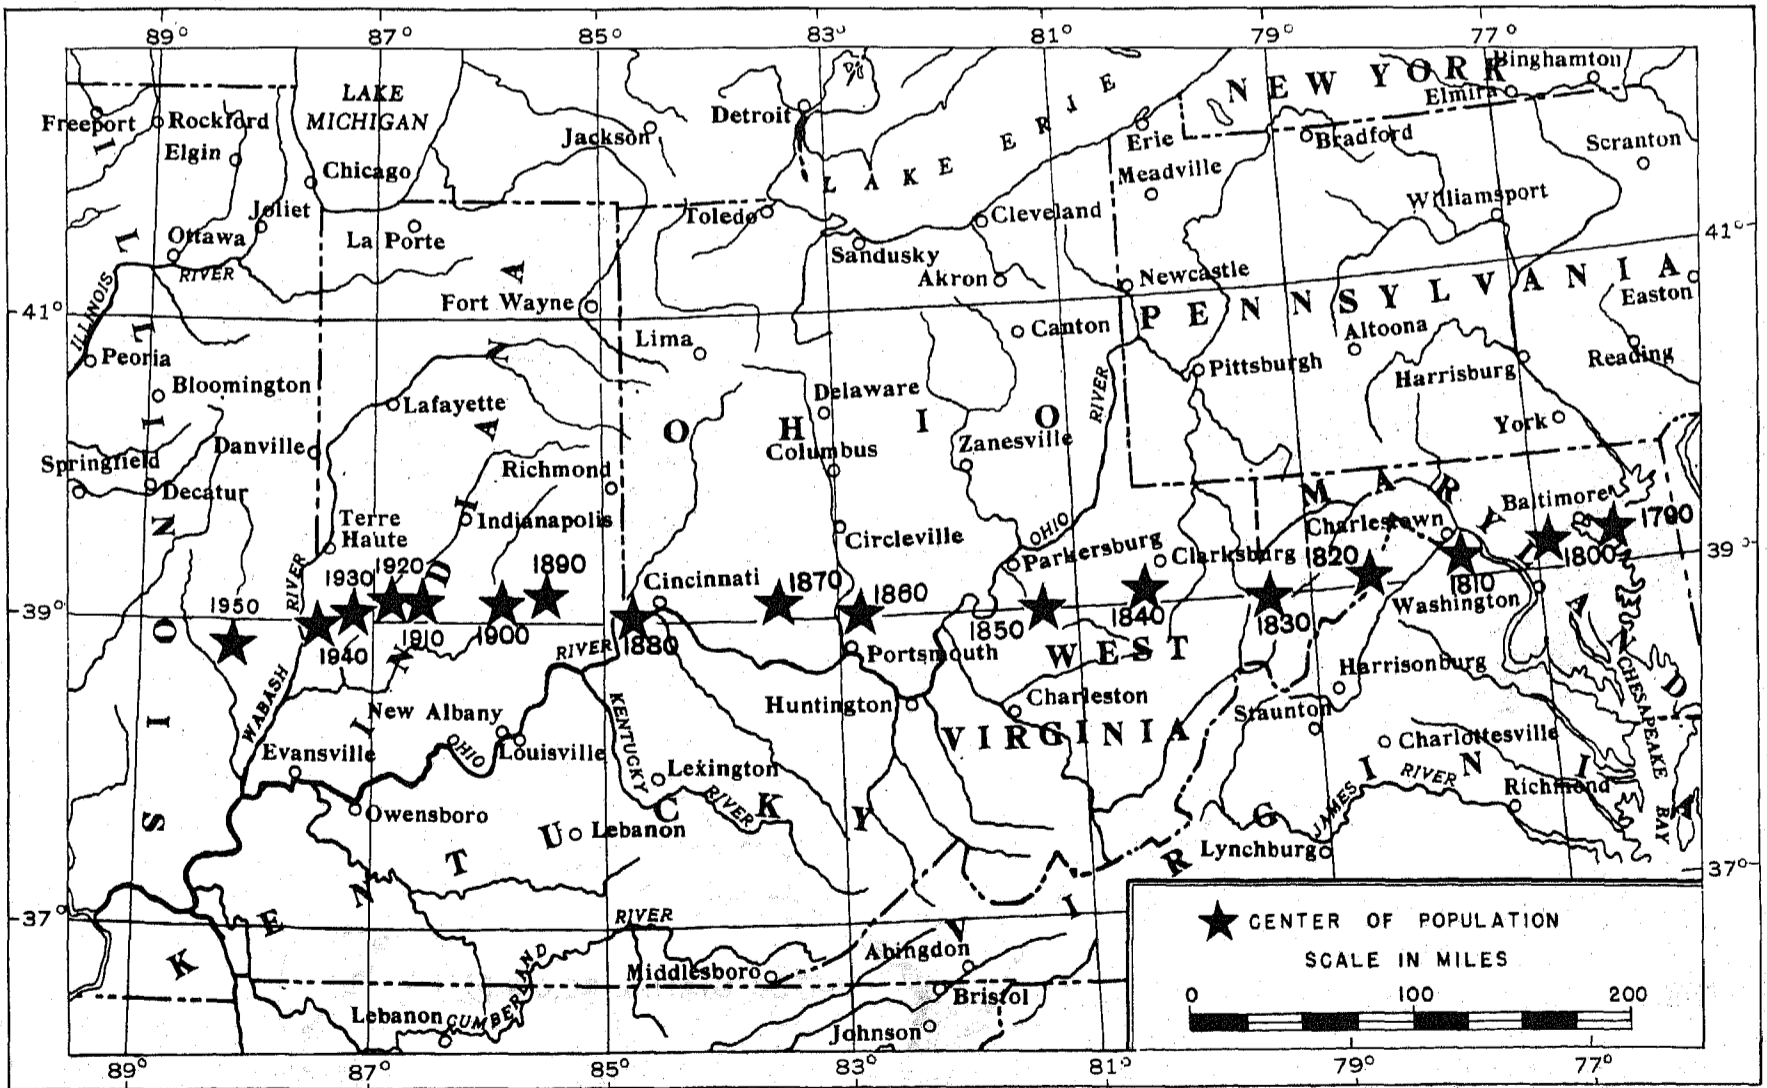 89° 87° 85° 83° 81° 79° 77°
LAKE
MICHIGAN
Freeport
Rockford
Elgin
Chicago
Joliet
Ottawa
RIVER
ILLINOIS
La Porte
Jackson
Detroit
LAKE ERIE
NEW YORK
Binghamton
Elmira
Erie
Bradford
Scranton
Meadville
Williamsport
Toledo
Cleveland
Sandusky
Akron
Newcastle
41°
41°
PENNSYLVANIA
Easton
Fort Wayne
Peoria
Bloomington
Lima
Canton
Altoona
Pittsburgh
Harrisburg
Reading
Lafayette
Delaware
OHIO
RIVER
York
Danville
Springfield
Decatur
Richmond
Columbus
Zanesville
MARYLAND
Baltimore
Terre
Haute
Indianapolis
Circleville
OHIO
Parkersburg
Clarksburg
Charlestown
Washington
1790
1800
1810
1820
1830
1840
1850
1860
1870
1880
1890
1900
1910
1920
1930
1940
1950
39°
39°
Cincinnati
RIVER
WABASH
ILLINOIS
INDIANA
RIVER
Portsmouth
WEST
VIRGINIA
Harrisonburg
Huntington
Charleston
Staunton
CHESAPEAKE
BAY
New Albany
Evansville
OHIO
Louisville
KENTUCKY
RIVER
Lexington
Charlottesville
JAMES
RIVER
Richmond
Owensboro
Lebanon
Lynchburg
KENTUCKY
VIRGINIA
37°
37°
RIVER
CUMBERLAND
Middlesboro
Abingdon
Bristol
Lebanon
Johnson
CENTER OF POPULATION
SCALE IN MILES
0 100 200
89° 87° 85° 83° 81° 79° 77°